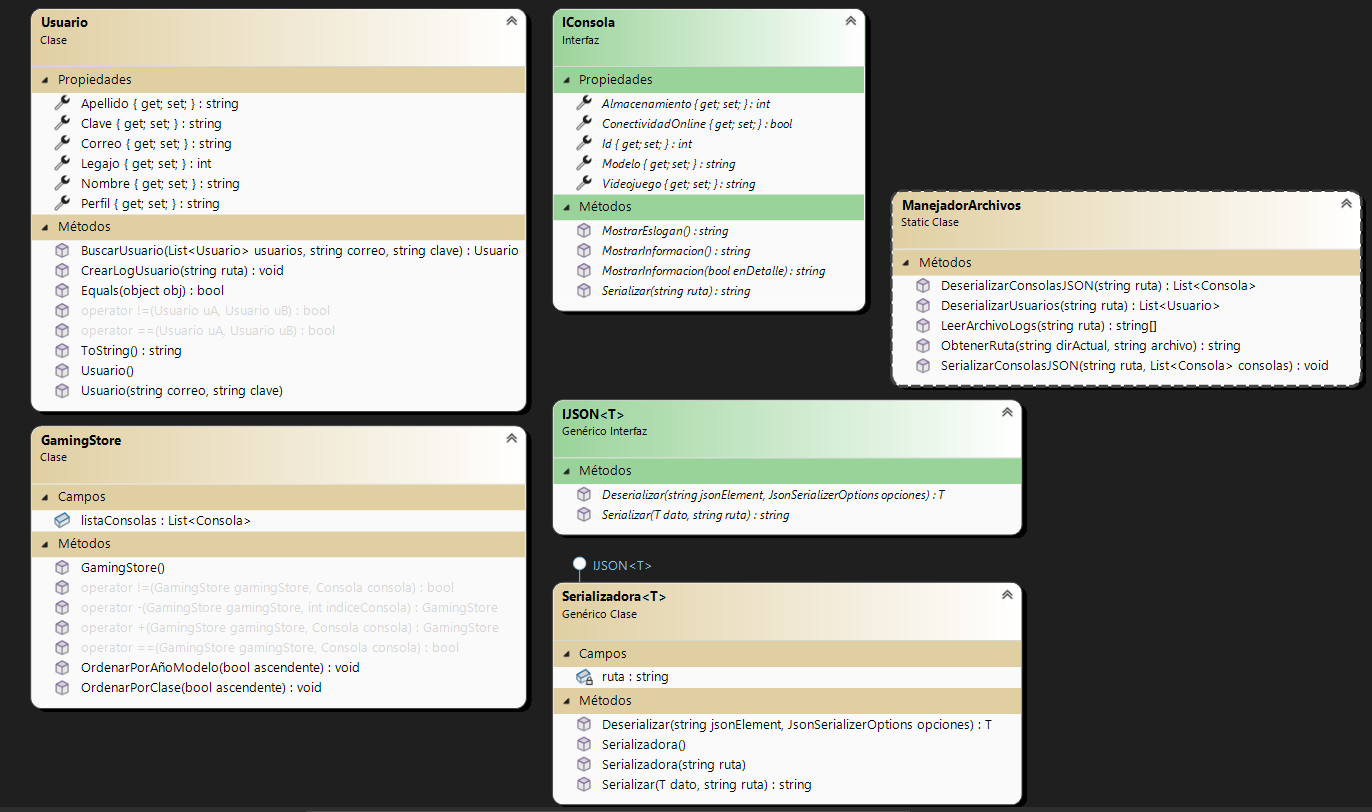 Usuario
Clase
Propiedades
Apellido { get; set; } : string
Clave { get; set; } : string
Correo { get; set; } : string
Legajo { get; set; } : int
Nombre { get; set; } : string
Perfil { get; set; } : string
Métodos
BuscarUsuario(List<Usuario> usuarios, string correo, string clave) : Usuario
CrearLogUsuario(string ruta) : void
Equals(object obj) : bool
operator !=(Usuario uA, Usuario uB) : bool
operator ==(Usuario uA, Usuario uB) : bool
ToString() : string
Usuario()
Usuario(string correo, string clave)
GamingStore
Clase
Campos
listaConsolas : List<Consola>
Métodos
GamingStore()
operator !=(GamingStore gamingStore, Consola consola) : bool
operator -(GamingStore gamingStore, int indiceConsola) : GamingStore
operator +(GamingStore gamingStore, Consola consola) : GamingStore
operator ==(GamingStore gamingStore, Consola consola) : bool
OrdenarPorAñoModelo(bool ascendente) : void
OrdenarPorClase(bool ascendente) : void
IConsola
Interfaz
Propiedades
Almacenamiento { get; set; } : int
ConectividadOnline { get; set; } : bool
Id { get; set; } : int
Modelo { get; set; } : string
Videojuego { get; set; } : string
Métodos
MostrarEslogan() : string
MostrarInformacion() : string
MostrarInformacion(bool enDetalle) : string
Serializar(string ruta) : string
IJSON<T>
Genérico Interfaz
Métodos
Deserializar(string jsonElement, JsonSerializerOptions opciones) : T
Serializar(T dato, string ruta) : string
IJSON<T>
Serializadora<T>
Genérico Clase
Campos
ruta : string
Métodos
Deserializar(string jsonElement, JsonSerializerOptions opciones) : T
Serializadora()
Serializadora(string ruta)
Serializar(T dato, string ruta) : string
ManejadorArchivos
Static Clase
Métodos
DeserializarConsolasJSON(string ruta) : List<Consola>
DeserializarUsuarios(string ruta) : List<Usuario>
LeerArchivoLogs(string ruta) : string[]
ObtenerRuta(string dirActual, string archivo) : string
SerializarConsolasJSON(string ruta, List<Consola> consolas) : void